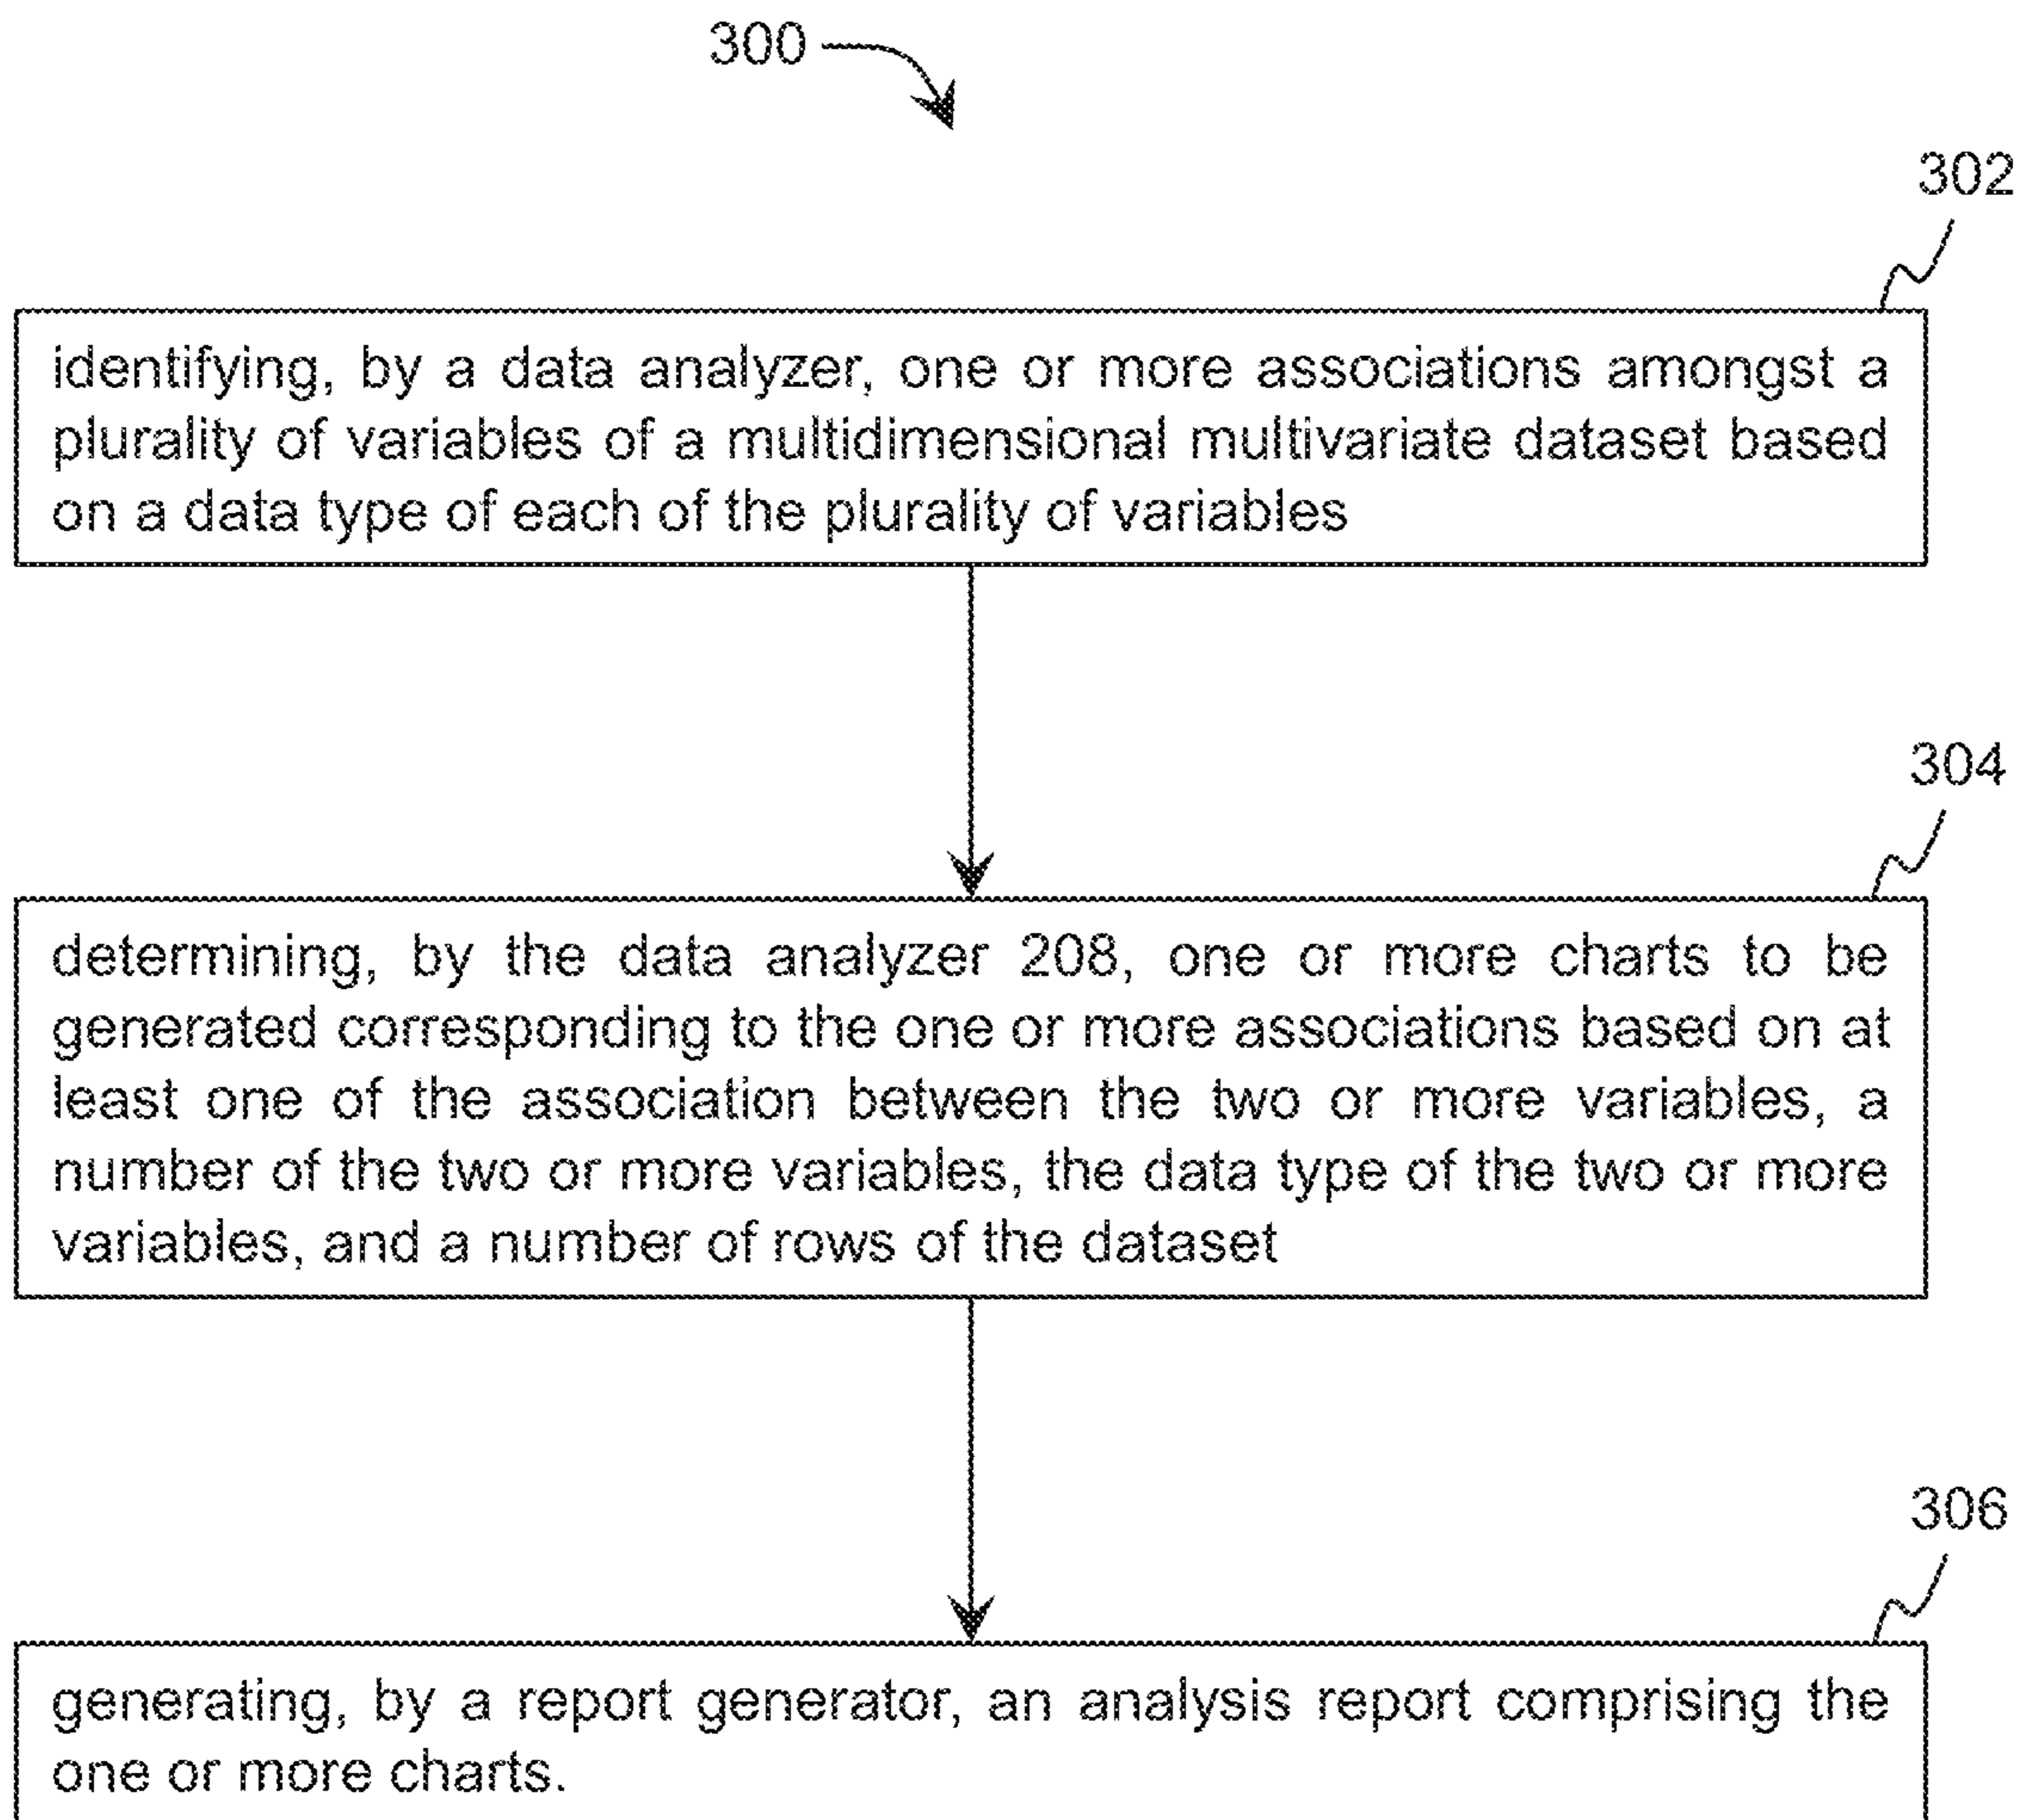 300
302
identifying, by a data analyzer, one or more associations amongst a
plurality of variables of a multidimensional multivariate dataset based
on a data type of each of the plurality of variables
304
determining, by the data analyzer 208, one or more charts to be
generated corresponding to the one or more associations based on at
least one of the association between the two or more variables, a
number of the two or more variables, the data type of the two or more
variables, and a number of rows of the dataset
306
generating, by a report generator, an analysis report comprising the
one or more charts.